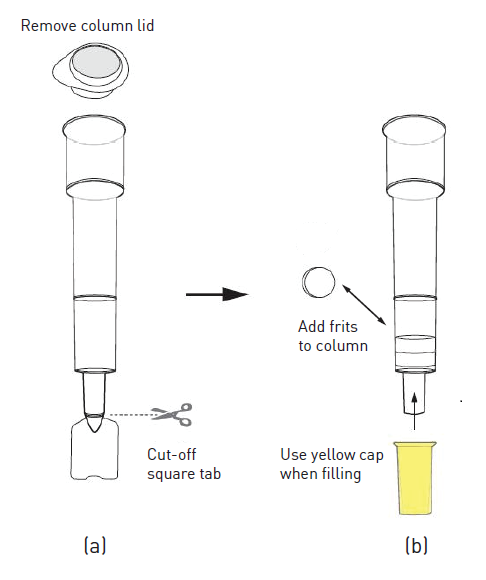 Remove column lid
Add frits
to column
Cut-off
square tab
Use yellow cap
when filling
(a)
(b)